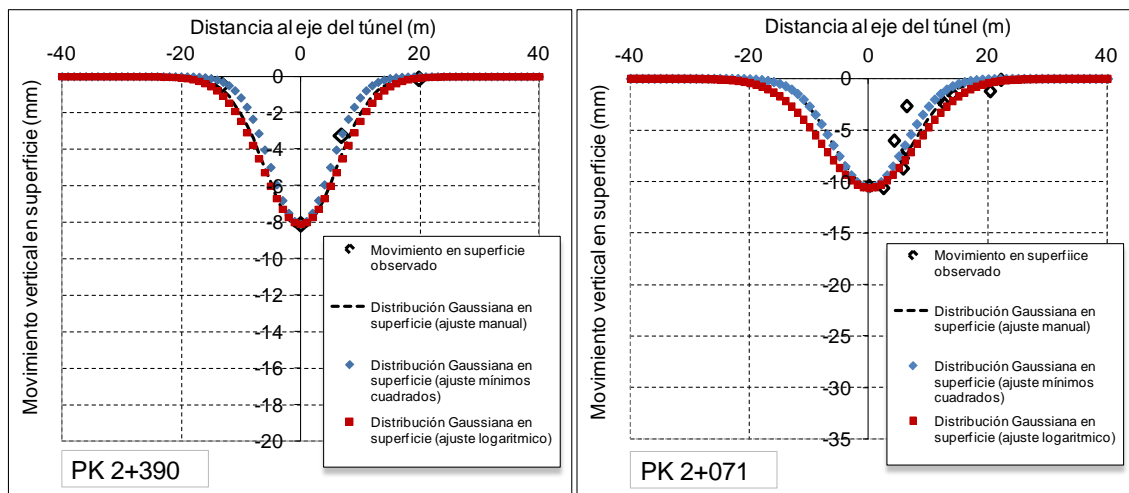 Distancia al eje del túnel (m)
-40 -20 0 20 40
Movimiento vertical en superficie (mm)
0
-2
-4
-6
-8
-10
-12
-14
-16
-18
-20
Movimiento en superficie
observado
Distribución Gaussiana en
superficie (ajuste manual)
Distribución Gaussiana en
superficie (ajuste mínimos
cuadrados)
Distribución Gaussiana en
superficie (ajuste logaritmico)
PK 2+390
Distancia al eje del túnel (m)
-40 -20 0 20 40
Movimiento vertical en superficie (mm)
0
-5
-10
-15
-20
-25
-30
-35
Movimiento en superfiice
observado
Distribución Gaussiana en
superficie (ajuste manual)
Distribución Gaussiana en
superficie (ajuste mínimos
cuadrados)
Distribución Gaussiana en
superficie (ajuste logaritmico)
PK 2+071